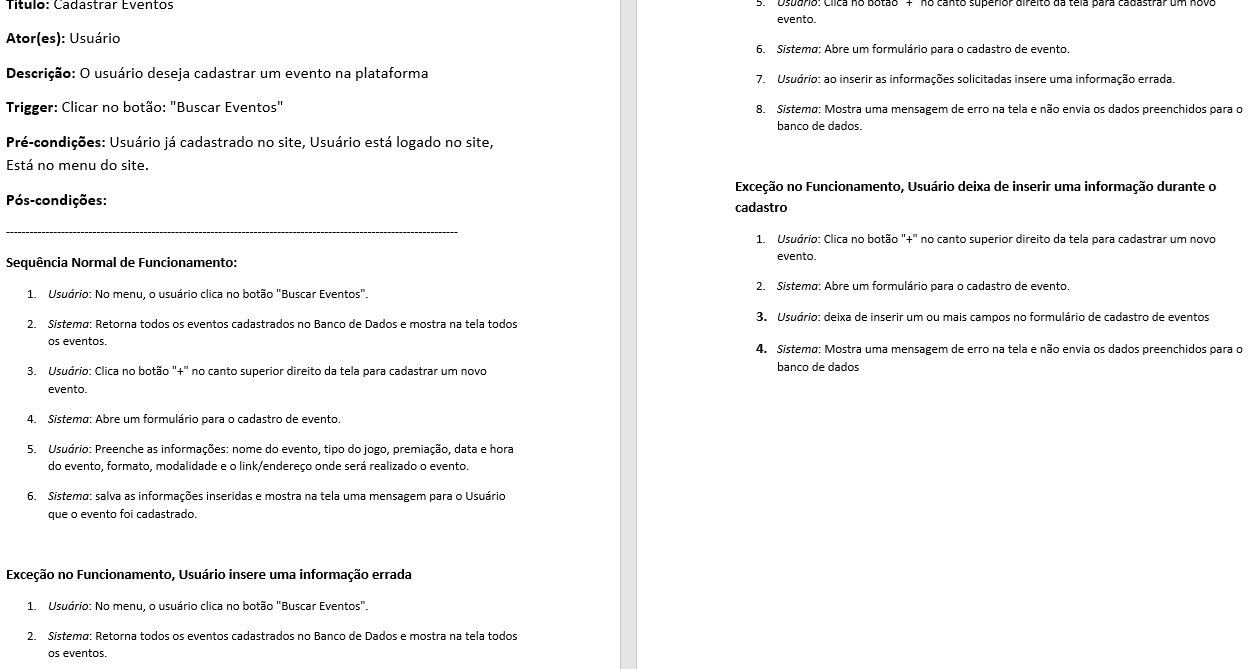 Título: Cadastrar Eventos
Ator(es): Usuário
Descrição: O usuário deseja cadastrar um evento na plataforma
Trigger: Clicar no botão: "Buscar Eventos"
Pré-condições: Usuário já cadastrado no site, Usuário está logado no site,
Está no menu do site.
Pós-condições:
--------------------------------------------------------------------------------------------------------------------
Sequência Normal de Funcionamento:
1. Usuário: No menu, o usuário clica no botão "Buscar Eventos".
2. Sistema: Retorna todos os eventos cadastrados no Banco de Dados e mostra na tela todos
os eventos.
3. Usuário: Clica no botão "+" no canto superior direito da tela para cadastrar um novo
evento.
4. Sistema: Abre um formulário para o cadastro de evento.
5. Usuário: Preenche as informações: nome do evento, tipo do jogo, premiação, data e hora
do evento, formato, modalidade e o link/endereço onde será realizado o evento.
6. Sistema: salva as informações inseridas e mostra na tela uma mensagem para o Usuário
que o evento foi cadastrado.
Exceção no Funcionamento, Usuário insere uma informação errada
1. Usuário: No menu, o usuário clica no botão "Buscar Eventos".
2. Sistema: Retorna todos os eventos cadastrados no Banco de Dados e mostra na tela todos
os eventos.
5. Usuário: Clica no botão "+" no canto superior direito da tela para cadastrar um novo
evento.
6. Sistema: Abre um formulário para o cadastro de evento.
7. Usuário: ao inserir as informações solicitadas insere uma informação errada.
8. Sistema: Mostra uma mensagem de erro na tela e não envia os dados preenchidos para o
banco de dados.
Exceção no Funcionamento, Usuário deixa de inserir uma informação durante o
cadastro
1. Usuário: Clica no botão "+" no canto superior direito da tela para cadastrar um novo
evento.
2. Sistema: Abre um formulário para o cadastro de evento.
3. Usuário: deixa de inserir um ou mais campos no formulário de cadastro de eventos
4. Sistema: Mostra uma mensagem de erro na tela e não envia os dados preenchidos para o
banco de dados